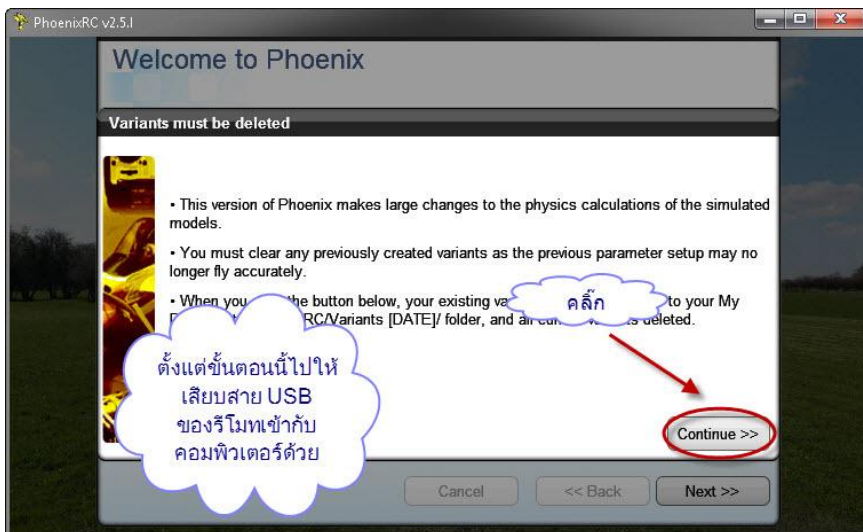 PhoenixRC v2.5.l
Welcome to Phoenix
Variants must be deleted
• This version of Phoenix makes large changes to the physics calculations of the simulated
models.
• You must clear any previously created variants as the previous parameter setup may no
longer fly accurately.
• When you the button below, your existing to your My
RC/Variants [DATE]/ folder, and all deleted.
คลิ๊ก
ตั้งแต่ขั้นตอนนี้ไปให้
เสียบสาย USB
ของรีโมทเข้ากับ
คอมพิวเตอร์ด้วย
Continue >>
Cancel
<< Back
Next >>